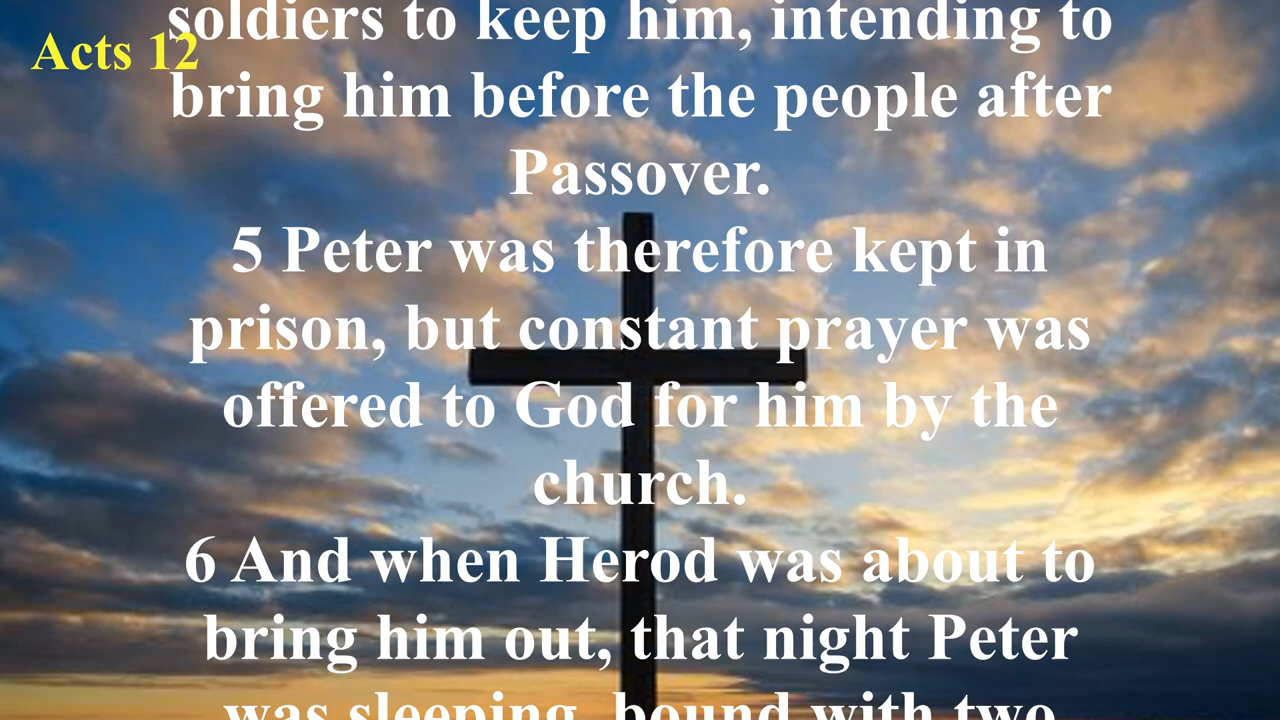 Acts 12
soldiers to keep him, intending to
bring him before the people after
Passover.
5 Peter was therefore kept in
prison, but constant prayer was
offered to God for him by the
church.
6 And when Herod was about to
bring him out, that night Peter
was sleeping, bound with two